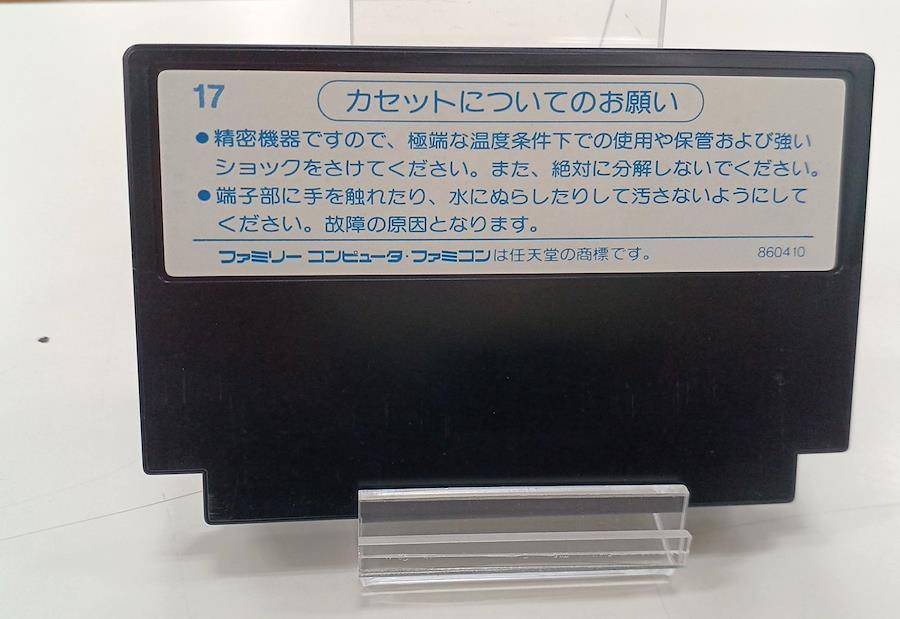 17
カセットについてのお願い
●精密機器ですので、極端な温度条件下での使用や保管および強い
ショックをさけてください。また、絶対に分解しないでください。
●端子部に手を触れたり、水にぬらしたりして汚さないようにして
ください。故障の原因となります。
ファミリー コンピュータ・ファミコンは任天堂の商標です。 860410